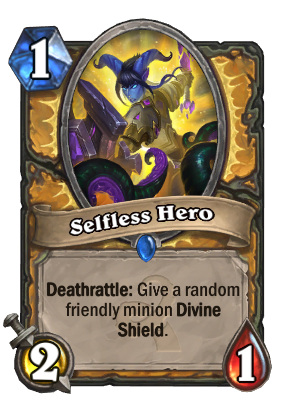 1
Selfless Hero
Deathrattle: Give a random
friendly minion Divine
Shield.
2
1